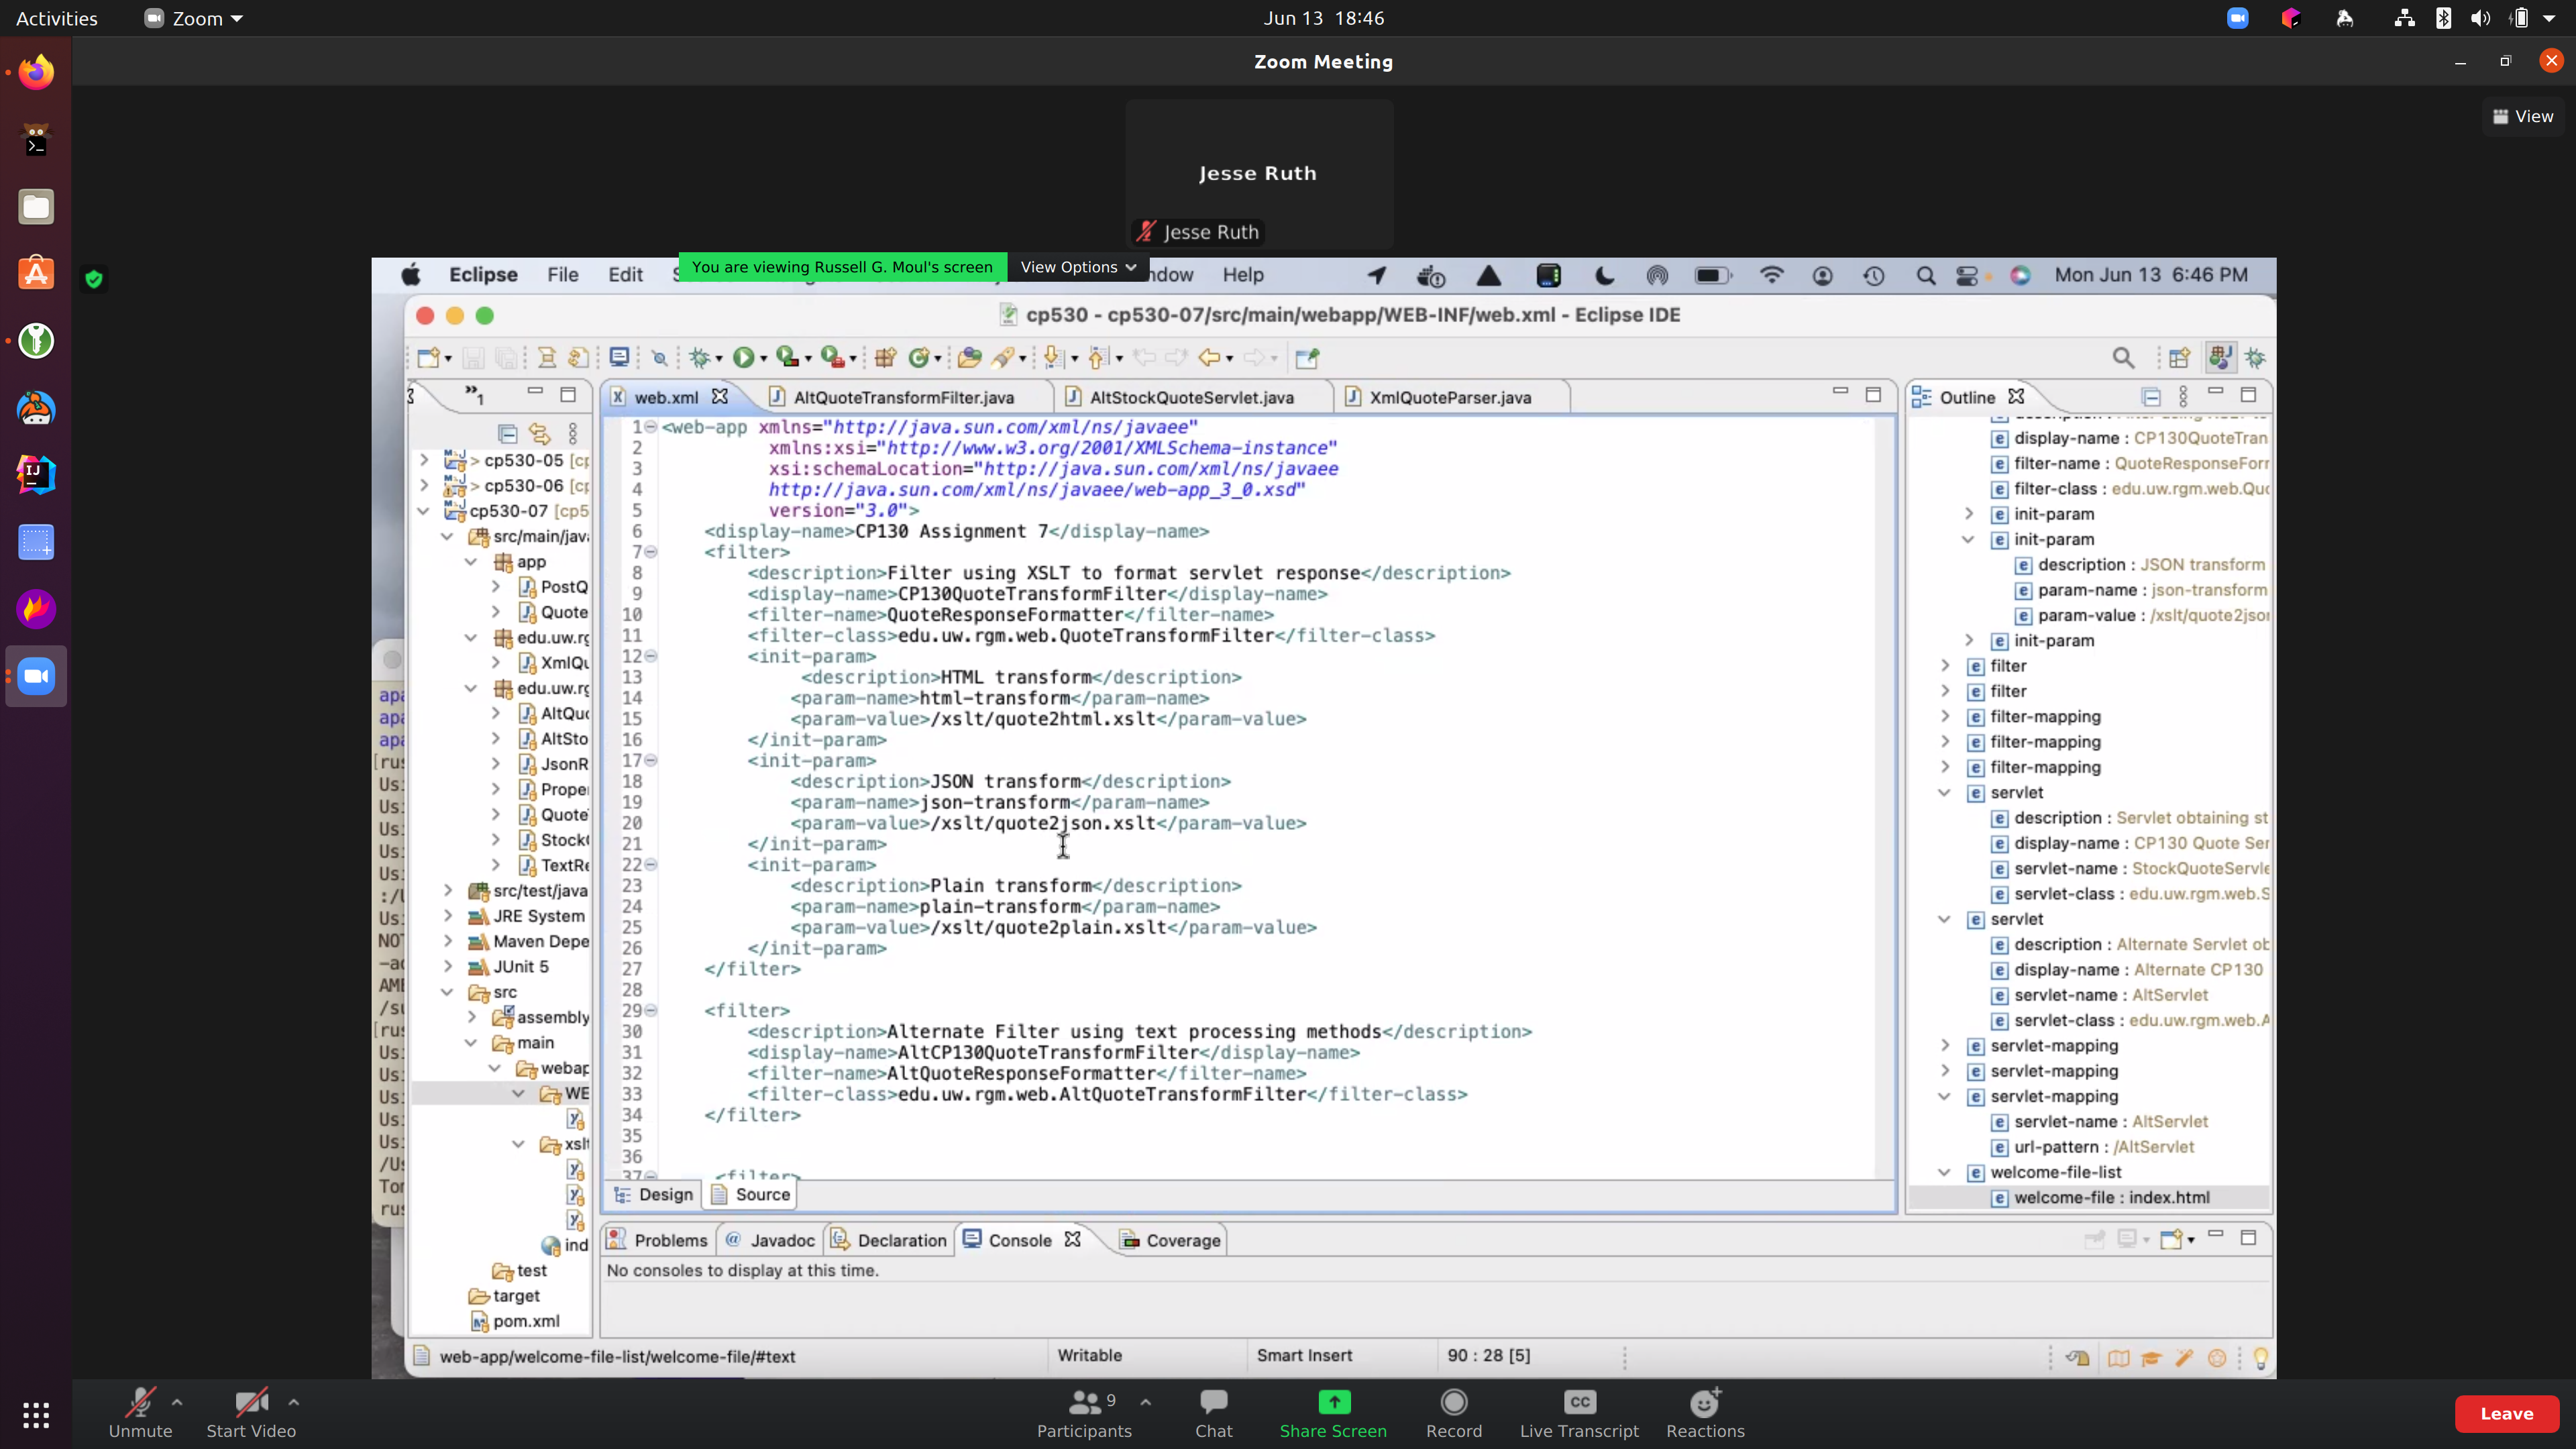 Activities
Zoom
Jun 13 18:46
Zoom Meeting
View
Jesse Ruth
Jesse Ruth
You are viewing Russell G. Moul's screen
View Options
Eclipse File Edit
Help
Mon Jun 13 6:46 PM
cp530 - cp530-07/src/main/webapp/WEB-INF/web.xml - Eclipse IDE
web.xml
AltQuoteTransformFilter.java
AltStockQuoteServlet.java
XmlQuoteParser.java
Outline
> cp530-05 [cp
> cp530-06 [cp
cp530-07 [cp5
src/main/java
app
PostQ
Quote
edu.uw.rg
XmlQu
edu.uw.rg
AltQuo
AltSto
JsonR
Prope
Quote
Stock
TextRe
src/test/java
JRE System
Maven Depe
JUnit 5
src
assembly
main
webap
WE
xslt
ind
test
target
pom.xml
1 <web-app xmlns="http://java.sun.com/xml/ns/javaee"
2 xmlns:xsi="http://www.w3.org/2001/XMLSchema-instance"
3 xsi:schemaLocation="http://java.sun.com/xml/ns/javaee
4 http://java.sun.com/xml/ns/javaee/web-app_3_0.xsd"
5 version="3.0">
6 <display-name>CP130 Assignment 7</display-name>
7 <filter>
8 <description>Filter using XSLT to format servlet response</description>
9 <display-name>CP130QuoteTransformFilter</display-name>
10 <filter-name>QuoteResponseFormatter</filter-name>
11 <filter-class>edu.uw.rgm.web.QuoteTransformFilter</filter-class>
12 <init-param>
13 <description>HTML transform</description>
14 <param-name>html-transform</param-name>
15 <param-value>/xslt/quote2html.xslt</param-value>
16 </init-param>
17 <init-param>
18 <description>JSON transform</description>
19 <param-name>json-transform</param-name>
20 <param-value>/xslt/quote2json.xslt</param-value>
21 </init-param>
22 <init-param>
23 <description>Plain transform</description>
24 <param-name>plain-transform</param-name>
25 <param-value>/xslt/quote2plain.xslt</param-value>
26 </init-param>
27 </filter>
28
29 <filter>
30 <description>Alternate Filter using text processing methods</description>
31 <display-name>AltCP130QuoteTransformFilter</display-name>
32 <filter-name>AltQuoteResponseFormatter</filter-name>
33 <filter-class>edu.uw.rgm.web.AltQuoteTransformFilter</filter-class>
34 </filter>
35
36
37 <filter>
Design
Source
display-name : CP130QuoteTran
filter-name : QuoteResponseForr
filter-class : edu.uw.rgm.web.Quo
init-param
init-param
description : JSON transform
param-name : json-transform
param-value : /xslt/quote2json
init-param
filter
filter
filter-mapping
filter-mapping
filter-mapping
servlet
description : Servlet obtaining st
display-name : CP130 Quote Ser
servlet-name : StockQuoteServle
servlet-class : edu.uw.rgm.web.S
servlet
description : Alternate Servlet ob
display-name : Alternate CP130
servlet-name : AltServlet
servlet-class : edu.uw.rgm.web.A
servlet-mapping
servlet-mapping
servlet-mapping
servlet-name : AltServlet
url-pattern : /AltServlet
welcome-file-list
welcome-file : index.html
Problems
Javadoc
Declaration
Console
Coverage
No consoles to display at this time.
web-app/welcome-file-list/welcome-file/#text
Writable
Smart Insert
90 : 28 [5]
Unmute
Start Video
Participants 9
Chat
Share Screen
Record
Live Transcript
Reactions
Leave